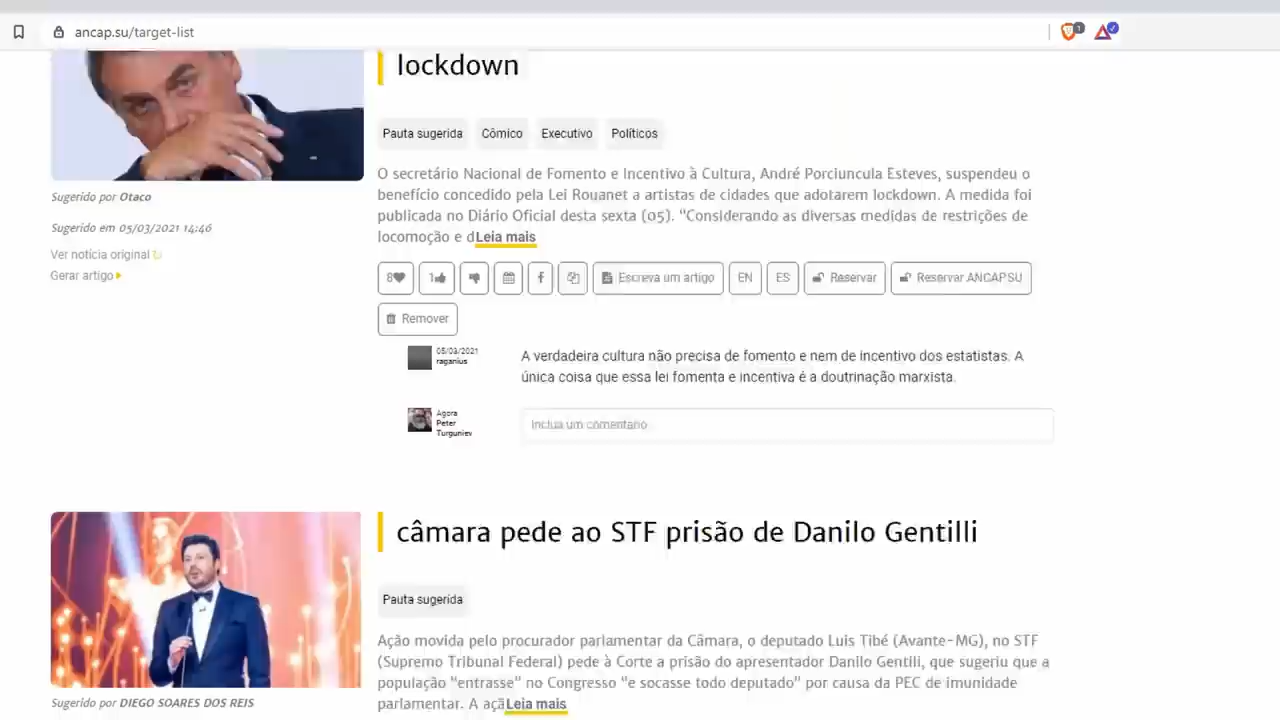 ancap.su/target-list
1
lockdown
Pauta sugerida
Cômico
Executivo
Políticos
O secretário Nacional de Fomento e Incentivo à Cultura, André Porciuncula Esteves, suspendeu o
benefício concedido pela Lei Rouanet a artistas de cidades que adotarem lockdown. A medida foi
publicada no Diário Oficial desta sexta (05). “Considerando as diversas medidas de restrições de
locomoção e dLeia mais
Sugerido por Otaco
Sugerido em 05/03/2021 14:46
Ver notícia original
Gerar artigo
8
1
Escreva um artigo
EN
ES
Reservar
Reservar ANCAPSU
Remover
05/03/2021
raganius
A verdadeira cultura não precisa de fomento e nem de incentivo dos estatistas. A
única coisa que essa lei fomenta e incentiva é a doutrinação marxista.
Agora
Peter
Turguniev
Inclua um comentário
câmara pede ao STF prisão de Danilo Gentilli
Pauta sugerida
Ação movida pelo procurador parlamentar da Câmara, o deputado Luis Tibé (Avante-MG), no STF
(Supremo Tribunal Federal) pede à Corte a prisão do apresentador Danilo Gentili, que sugeriu que a
população “entrasse” no Congresso “e socasse todo deputado” por causa da PEC de imunidade
parlamentar. A açãLeia mais
Sugerido por DIEGO SOARES DOS REIS